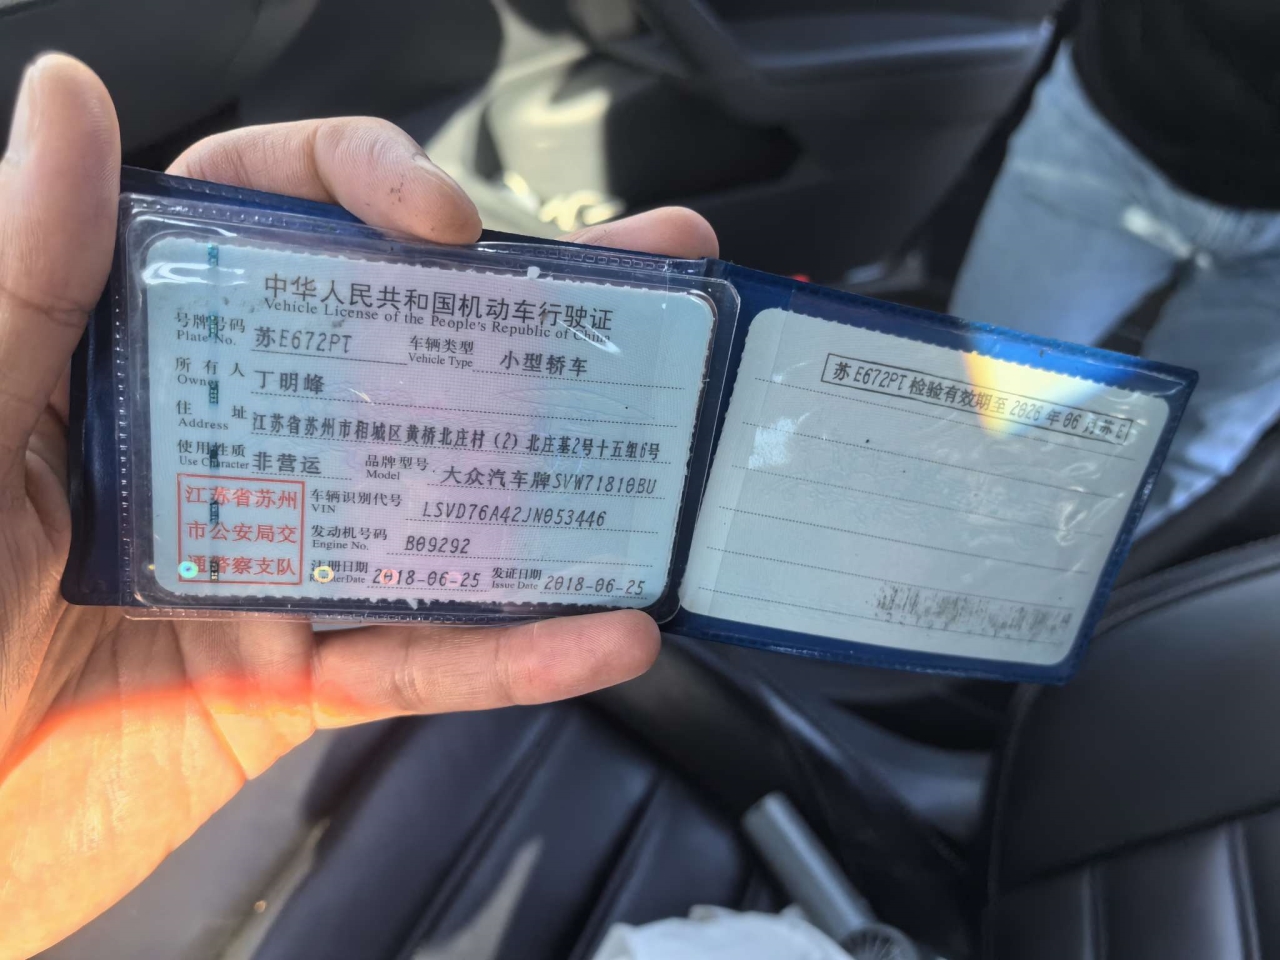 中华人民共和国机动车行驶证
Vehicle License of the People's Republic of China
号牌号码 苏E672PT 车辆类型 小型轿车
Plate No. Vehicle Type
所有人 丁明峰
Owner
住址 江苏省苏州市相城区黄桥北庄村(2)北庄基2号十五组6号
Address
使用性质 非营运 品牌型号 大众汽车牌SVW71810BU
Use Character Model
江苏省苏州
市公安局交
通警察支队
车辆识别代号 LSVD76A42JN053446
VIN
发动机号码 B09292
Engine No.
注册日期 2018-06-25 发证日期 2018-06-25
Register Date Issue Date
苏E672PT检验有效期至2026年06月苏E